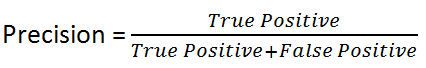 Precision = True Positive
True Positive+False Positive